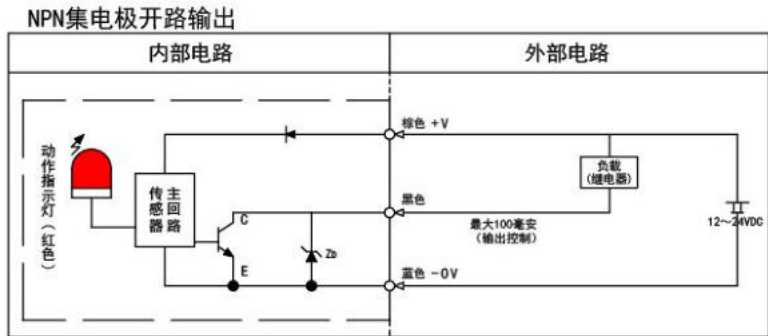 NPN集电极开路输出
内部电路
外部电路
棕色 +V
动作指示灯(红色)
传感器
主回路
负载
(继电器)
C
黑色
最大100毫安
(输出控制)
12～24VDC
ZD
E
蓝色 -0V